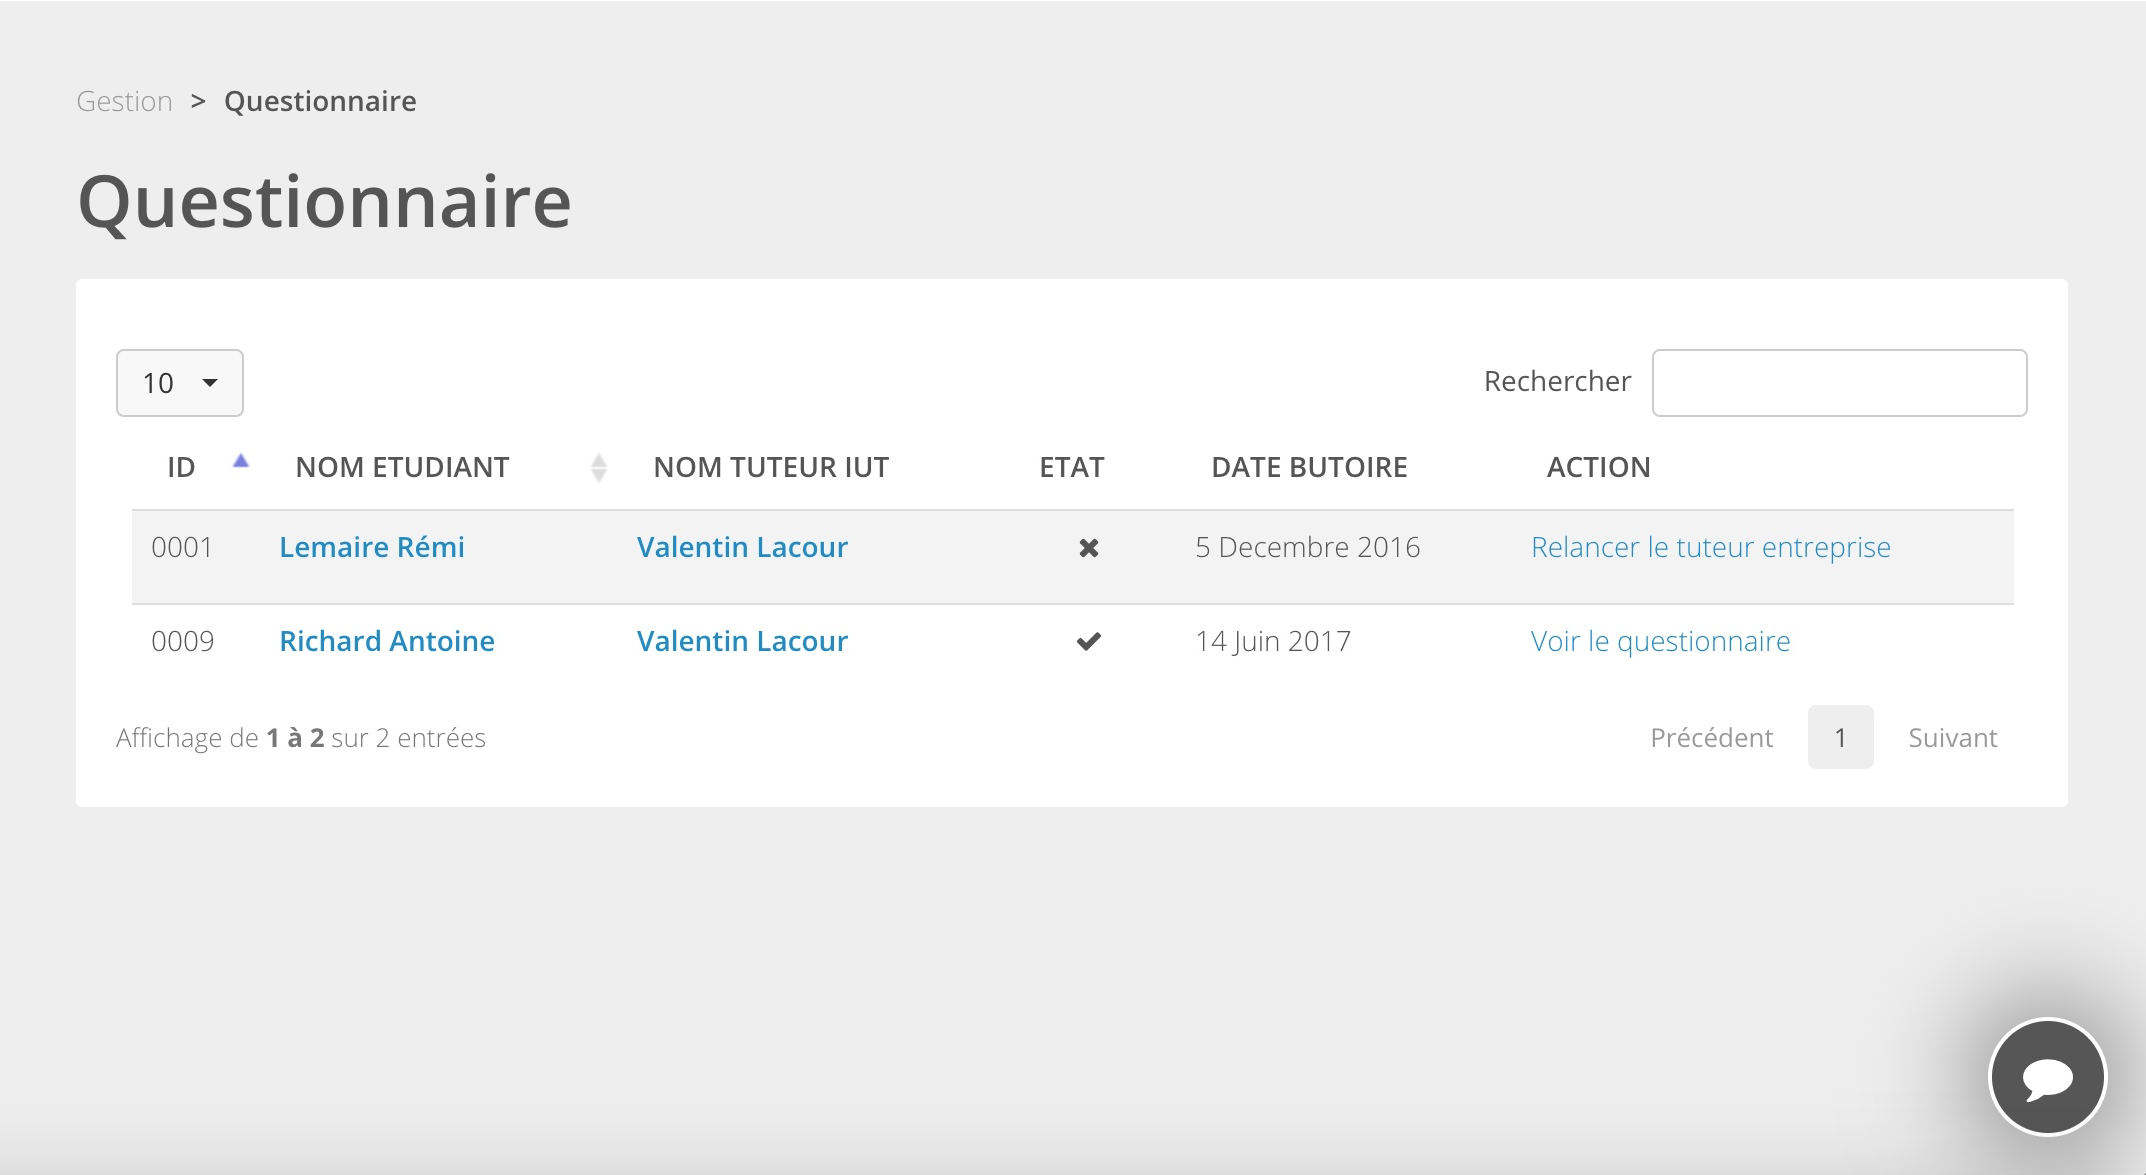 Gestion > Questionnaire
Questionnaire
10
Rechercher
ID NOM ETUDIANT NOM TUTEUR IUT ETAT DATE BUTOIRE ACTION
0001 Lemaire Rémi Valentin Lacour 5 Decembre 2016 Relancer le tuteur entreprise
0009 Richard Antoine Valentin Lacour 14 Juin 2017 Voir le questionnaire
Affichage de 1 à 2 sur 2 entrées Précédent 1 Suivant